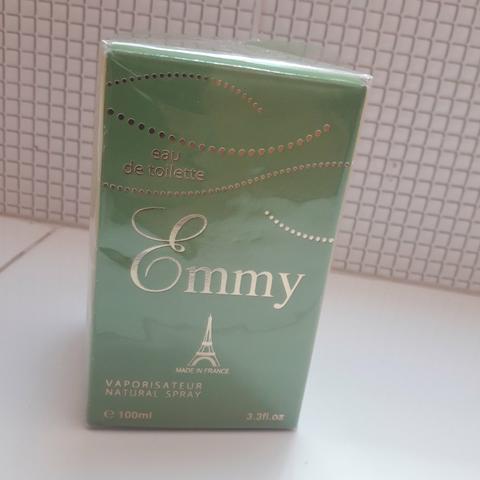 eau
de toilette
Emmy
MADE IN FRANCE
VAPORISATEUR
NATURAL SPRAY
℮ 100ml 3.3fl.oz